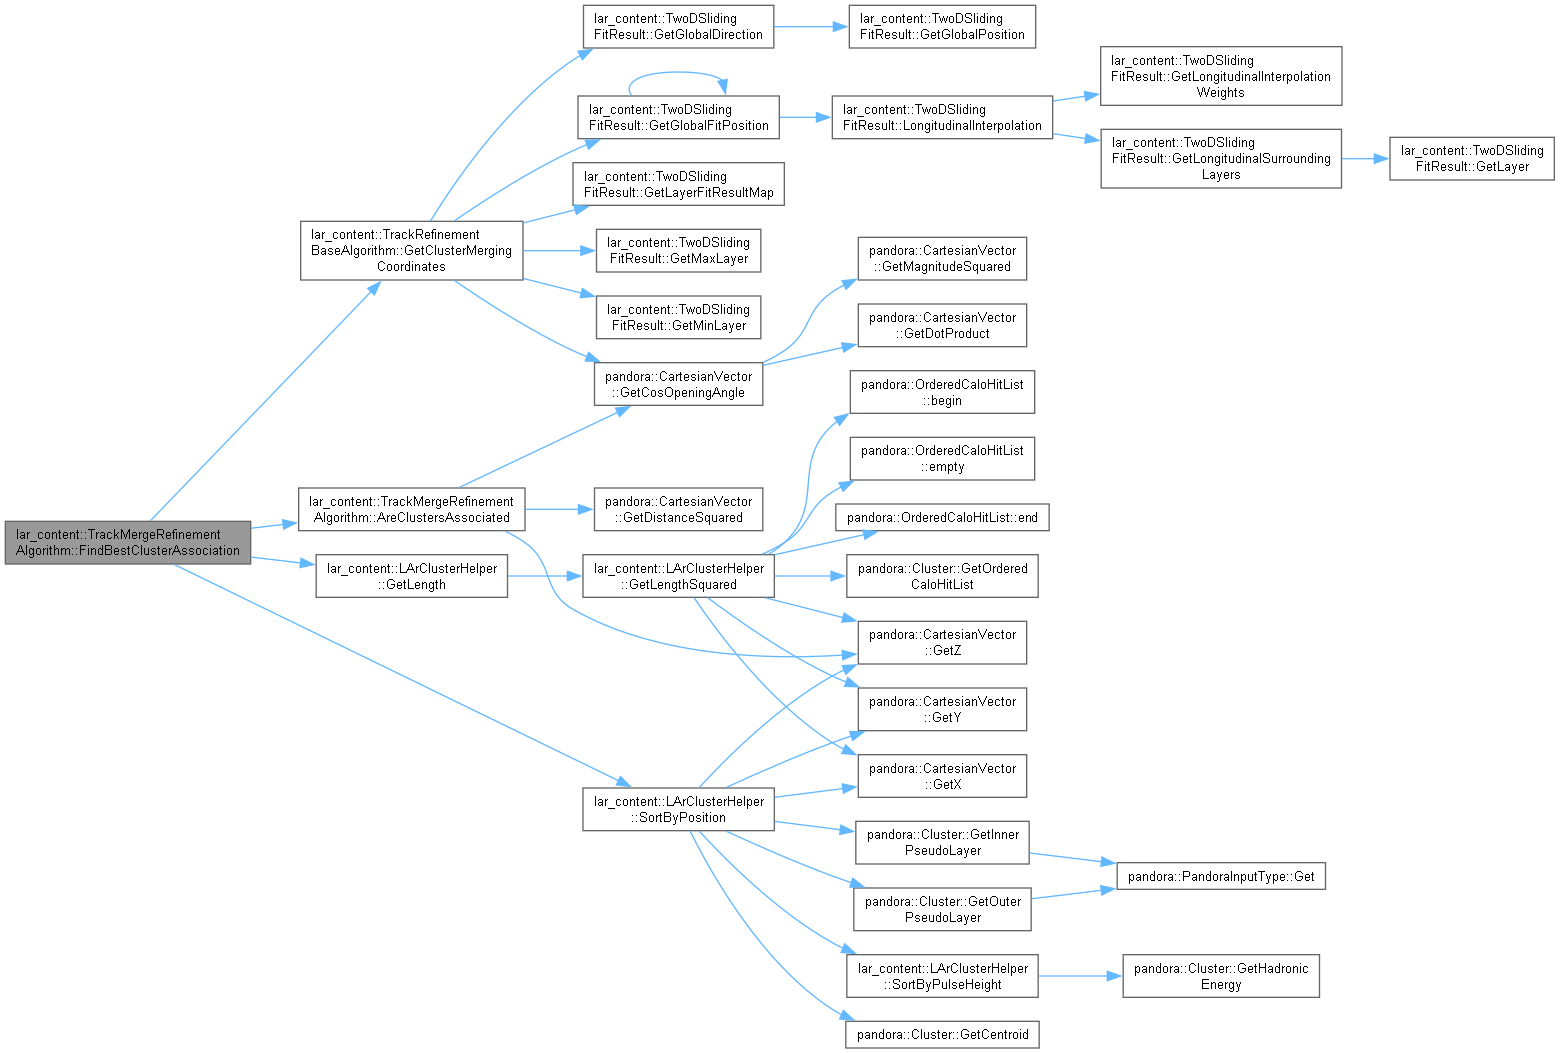 lar_content::TwoDSliding
FitResult::GetGlobalDirection
lar_content::TwoDSliding
FitResult::GetGlobalPosition
lar_content::TwoDSliding
FitResult::GetLongitudinalInterpolation
Weights
lar_content::TwoDSliding
FitResult::GetGlobalFitPosition
lar_content::TwoDSliding
FitResult::LongitudinalInterpolation
lar_content::TwoDSliding
FitResult::GetLongitudinalSurrounding
Layers
lar_content::TwoDSliding
FitResult::GetLayer
lar_content::TwoDSliding
FitResult::GetLayerFitResultMap
lar_content::TrackRefinement
BaseAlgorithm::GetClusterMerging
Coordinates
lar_content::TwoDSliding
FitResult::GetMaxLayer
pandora::CartesianVector
::GetMagnitudeSquared
lar_content::TwoDSliding
FitResult::GetMinLayer
pandora::CartesianVector
::GetDotProduct
pandora::CartesianVector
::GetCosOpeningAngle
pandora::OrderedCaloHitList
::begin
pandora::OrderedCaloHitList
::empty
lar_content::TrackMergeRefinement
Algorithm::AreClustersAssociated
pandora::CartesianVector
::GetDistanceSquared
pandora::OrderedCaloHitList::end
lar_content::TrackMergeRefinement
Algorithm::FindBestClusterAssociation
lar_content::LArClusterHelper
::GetLength
lar_content::LArClusterHelper
::GetLengthSquared
pandora::Cluster::GetOrdered
CaloHitList
pandora::CartesianVector
::GetZ
pandora::CartesianVector
::GetY
pandora::CartesianVector
::GetX
lar_content::LArClusterHelper
::SortByPosition
pandora::Cluster::GetInner
PseudoLayer
pandora::PandoraInputType::Get
pandora::Cluster::GetOuter
PseudoLayer
lar_content::LArClusterHelper
::SortByPulseHeight
pandora::Cluster::GetHadronic
Energy
pandora::Cluster::GetCentroid